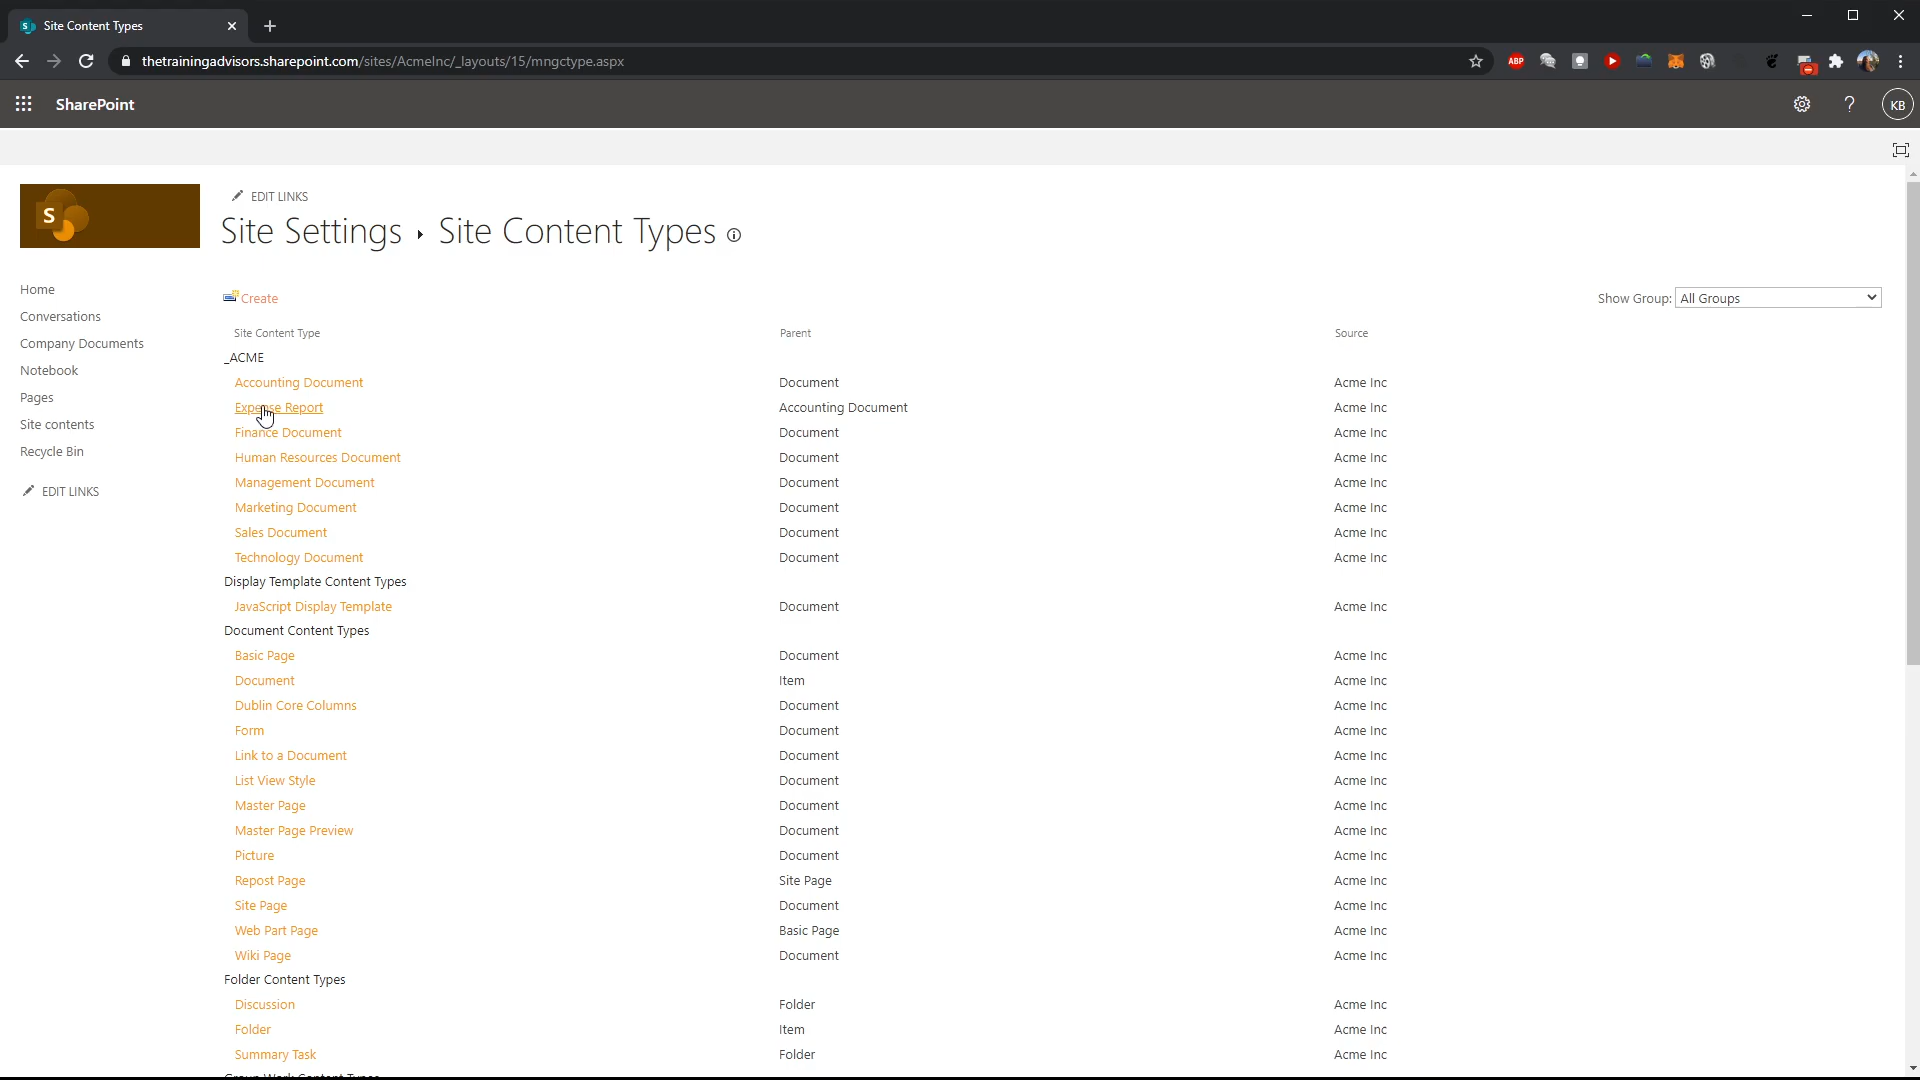 Site Content Types
thetrainingadvisors.sharepoint.com/sites/AcmeInc/_layouts/15/mngctype.aspx
ABP
SharePoint
?
KB
S
EDIT LINKS
Site Settings ▸ Site Content Types
Home
Conversations
Company Documents
Notebook
Pages
Site contents
Recycle Bin
EDIT LINKS
Create
Show Group: All Groups
Site Content Type Parent Source
_ACME
Accounting Document Document Acme Inc
Expense Report Accounting Document Acme Inc
Finance Document Document Acme Inc
Human Resources Document Document Acme Inc
Management Document Document Acme Inc
Marketing Document Document Acme Inc
Sales Document Document Acme Inc
Technology Document Document Acme Inc
Display Template Content Types
JavaScript Display Template Document Acme Inc
Document Content Types
Basic Page Document Acme Inc
Document Item Acme Inc
Dublin Core Columns Document Acme Inc
Form Document Acme Inc
Link to a Document Document Acme Inc
List View Style Document Acme Inc
Master Page Document Acme Inc
Master Page Preview Document Acme Inc
Picture Document Acme Inc
Repost Page Site Page Acme Inc
Site Page Document Acme Inc
Web Part Page Basic Page Acme Inc
Wiki Page Document Acme Inc
Folder Content Types
Discussion Folder Acme Inc
Folder Item Acme Inc
Summary Task Folder Acme Inc